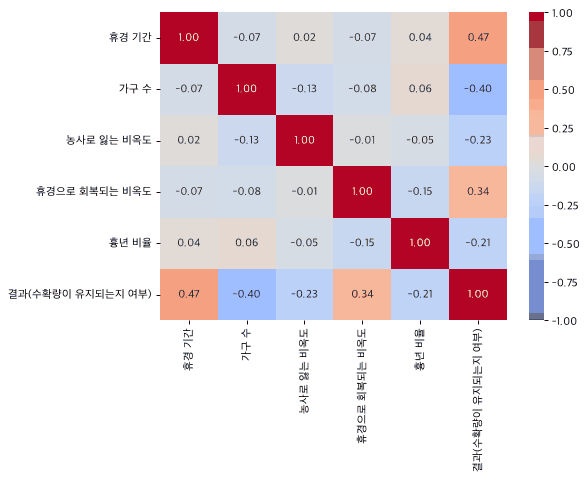 휴경 기간 1.00 -0.07 0.02 -0.07 0.04 0.47
가구 수 -0.07 1.00 -0.13 -0.08 0.06 -0.40
농사로 잃는 비옥도 0.02 -0.13 1.00 -0.01 -0.05 -0.23
휴경으로 회복되는 비옥도 -0.07 -0.08 -0.01 1.00 -0.15 0.34
흉년 비율 0.04 0.06 -0.05 -0.15 1.00 -0.21
결과(수확량이 유지되는지 여부) 0.47 -0.40 -0.23 0.34 -0.21 1.00
휴경 기간
가구 수
농사로 잃는 비옥도
휴경으로 회복되는 비옥도
흉년 비율
결과(수확량이 유지되는지 여부)
1.00
0.75
0.50
0.25
0.00
-0.25
-0.50
-0.75
-1.00